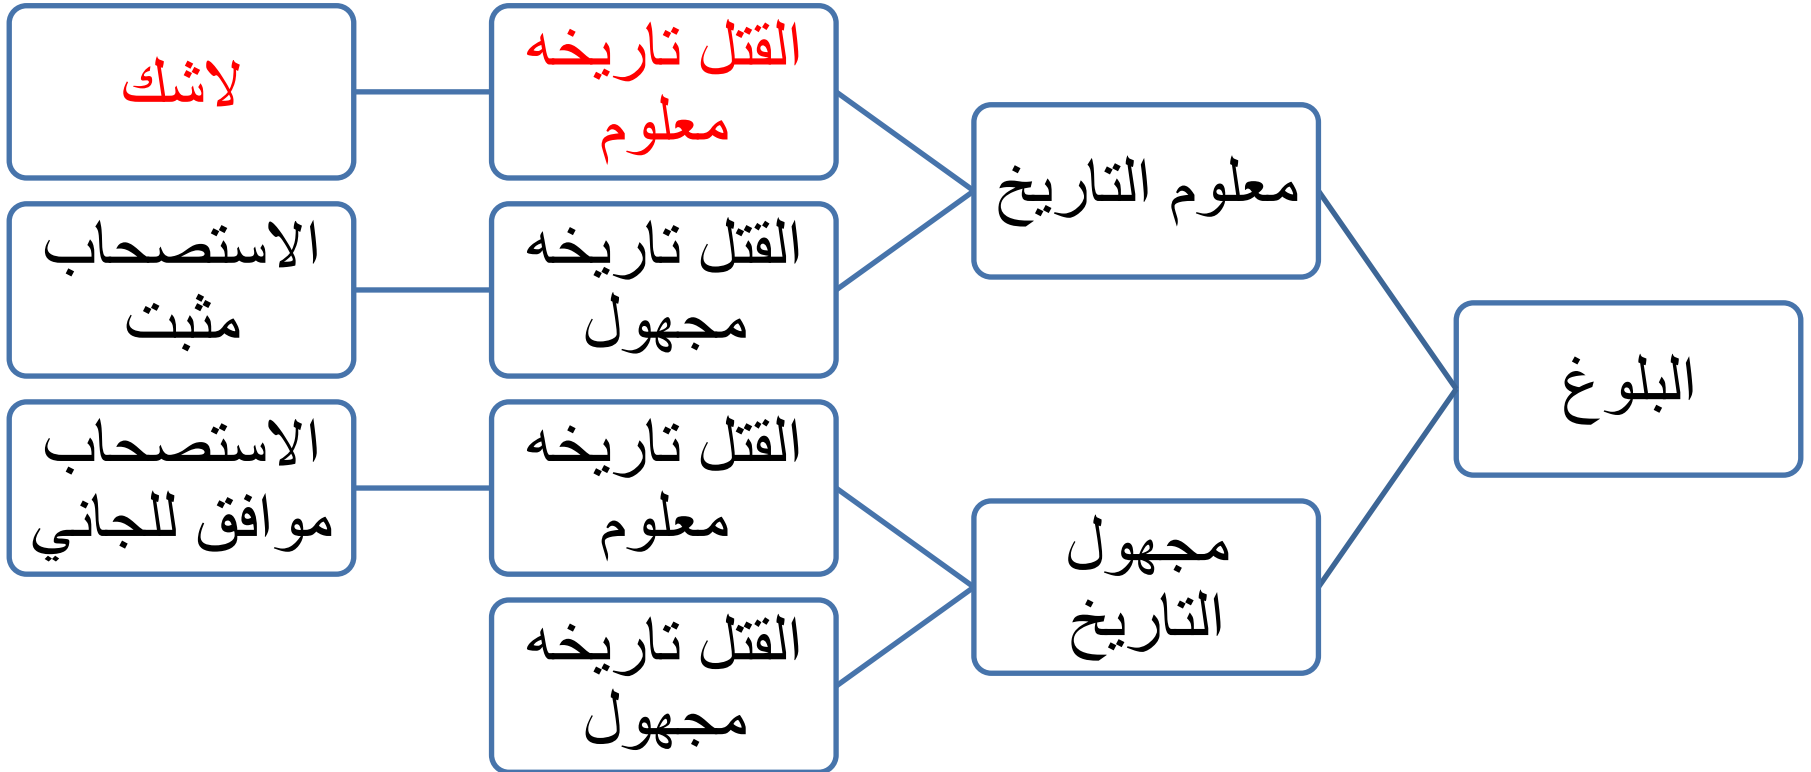 البلوغ
معلوم التاريخ
القتل تاريخه
معلوم
لاشك
القتل تاريخه
مجهول
الاستصحاب
مثبت
مجهول
التاريخ
القتل تاريخه
معلوم
الاستصحاب
موافق للجاني
القتل تاريخه
مجهول